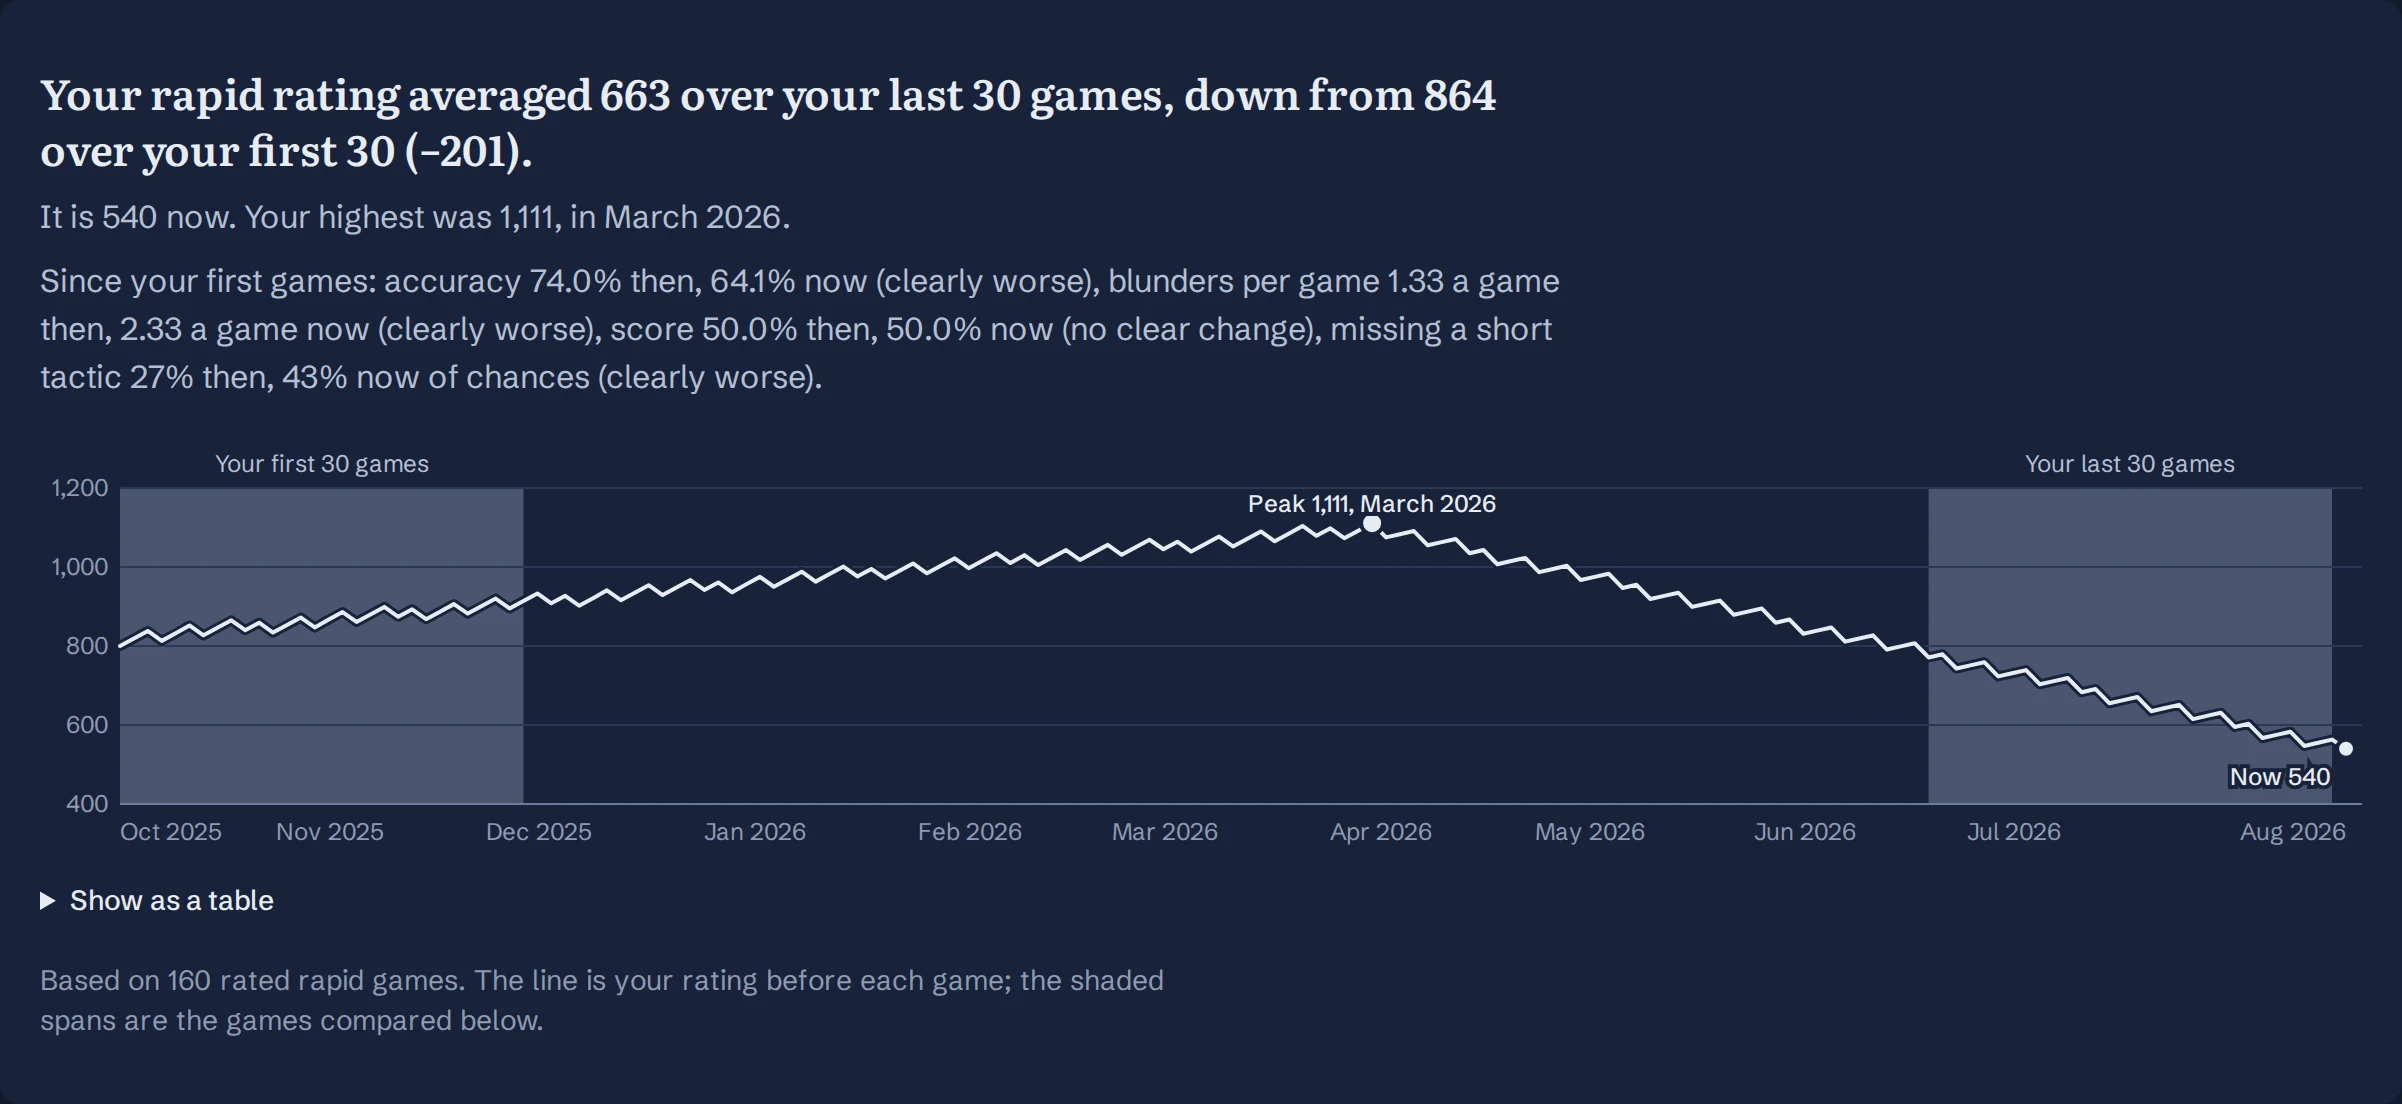 Your rapid rating averaged 663 over your last 30 games, down from 864
over your first 30 (−201).
It is 540 now. Your highest was 1,111, in March 2026.
Since your first games: accuracy 74.0% then, 64.1% now (clearly worse), blunders per game 1.33 a game
then, 2.33 a game now (clearly worse), score 50.0% then, 50.0% now (no clear change), missing a short
tactic 27% then, 43% now of chances (clearly worse).
Your first 30 games
Your last 30 games
1,200
Peak 1,111, March 2026
1,000
800
600
Now 540
400
Oct 2025 Nov 2025 Dec 2025 Jan 2026 Feb 2026 Mar 2026 Apr 2026 May 2026 Jun 2026 Jul 2026 Aug 2026
Show as a table
Based on 160 rated rapid games. The line is your rating before each game; the shaded
spans are the games compared below.